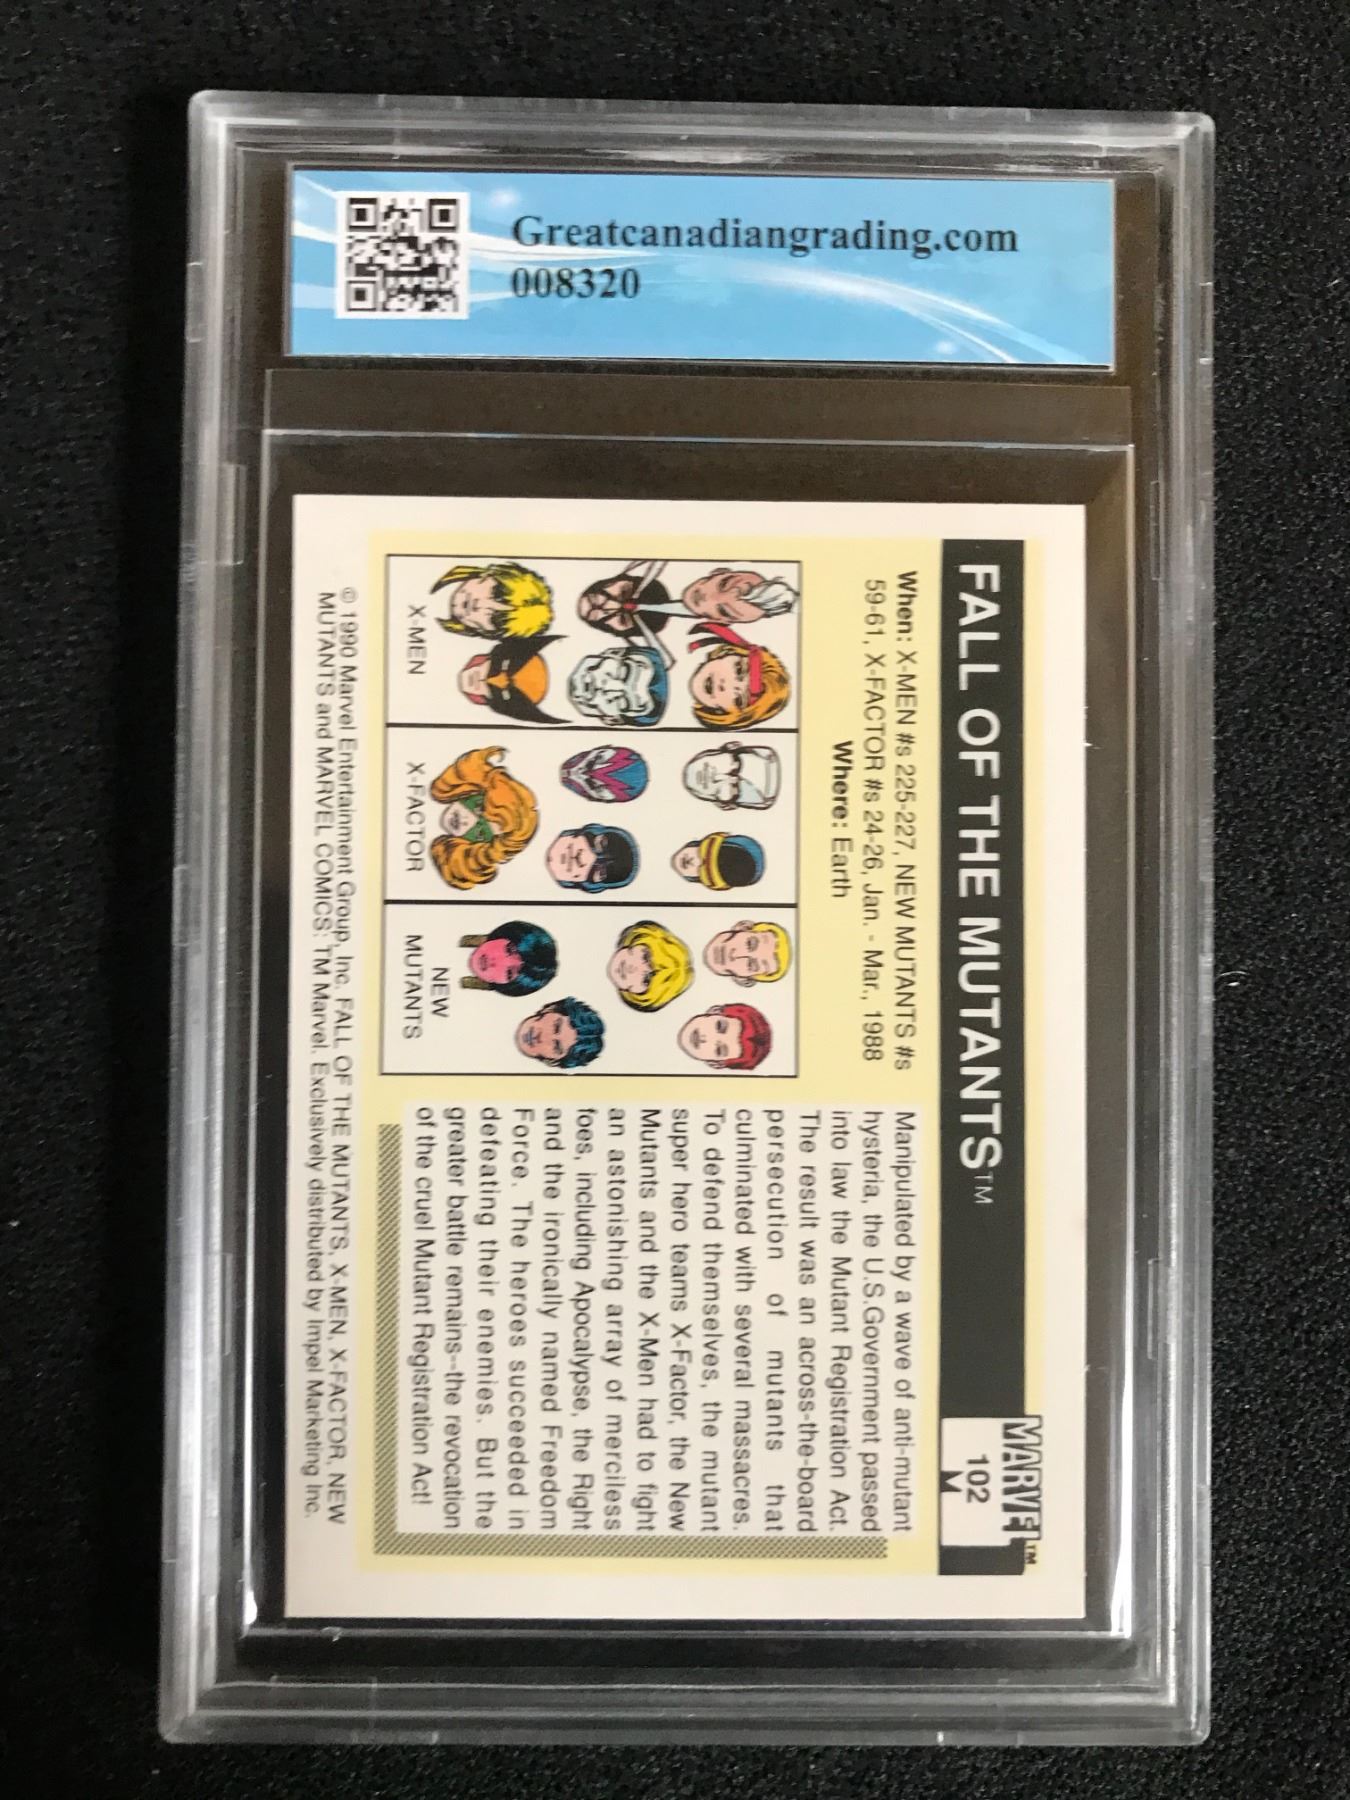 Greatcanadiangrading.com
008320
FALL OF THE MUTANTS™
MARVEL™
102
M
When: X-MEN #s 225-227, NEW MUTANTS #s
59-61, X-FACTOR #s 24-26, Jan. - Mar., 1988
Where: Earth
X-MEN
X-FACTOR
NEW
MUTANTS
Manipulated by a wave of anti-mutant
hysteria, the U.S.Government passed
into law the Mutant Registration Act.
The result was an across-the-board
persecution of mutants that
culminated with several massacres.
To defend themselves, the mutant
super hero teams X-Factor, the New
Mutants and the X-Men had to fight
an astonishing array of merciless
foes, including Apocalypse, the Right
and the ironically named Freedom
Force. The heroes succeeded in
defeating their enemies. But the
greater battle remains--the revocation
of the cruel Mutant Registration Act!
© 1990 Marvel Entertainment Group, Inc. FALL OF THE MUTANTS, X-MEN, X-FACTOR, NEW
MUTANTS and MARVEL COMICS: TM Marvel. Exclusively distributed by Impel Marketing Inc.